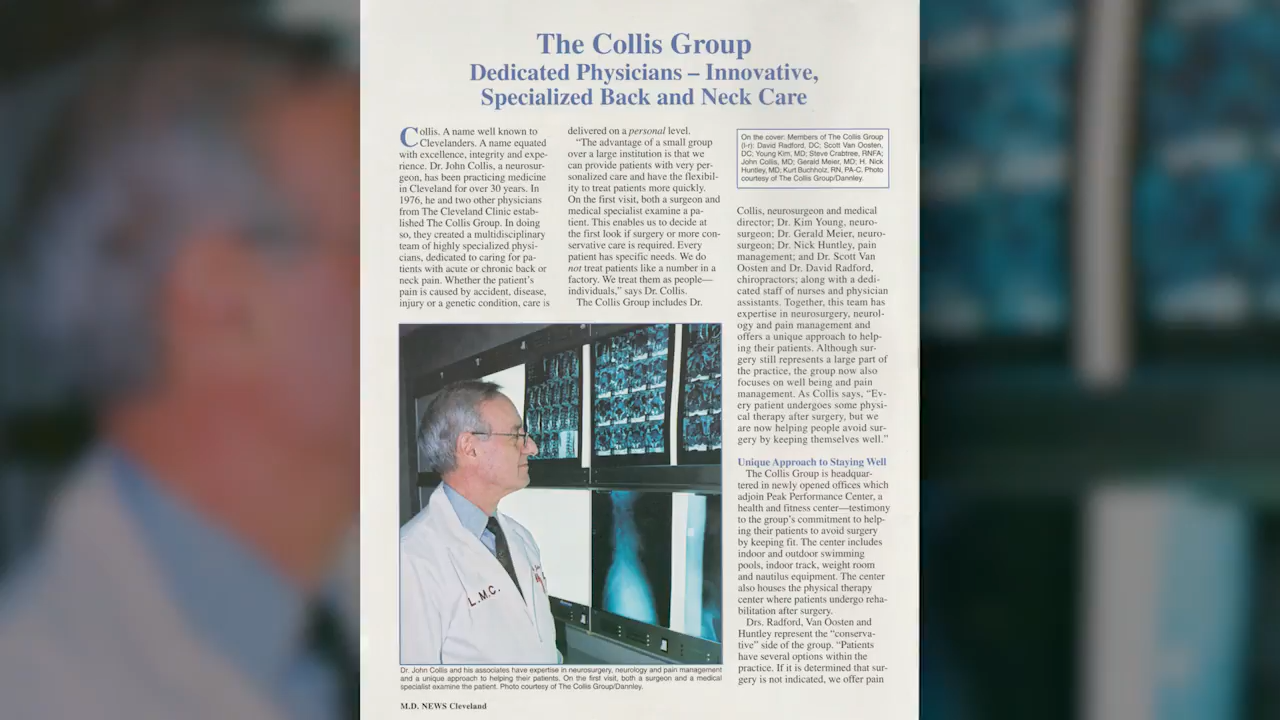 The Collis Group
Dedicated Physicians – Innovative,
Specialized Back and Neck Care
Collis. A name well known to
Clevelanders. A name equated
with excellence, integrity and expe-
rience. Dr. John Collis, a neurosur-
geon, has been practicing medicine
in Cleveland for over 30 years. In
1976, he and two other physicians
from The Cleveland Clinic estab-
lished The Collis Group. In doing
so, they created a multidisciplinary
team of highly specialized physi-
cians, dedicated to caring for pa-
tients with acute or chronic back or
neck pain. Whether the patient's
pain is caused by accident, disease,
injury or a genetic condition, care is
delivered on a personal level.
“The advantage of a small group
over a large institution is that we
can provide patients with very per-
sonalized care and have the flexibil-
ity to treat patients more quickly.
On the first visit, both a surgeon and
medical specialist examine a pa-
tient. This enables us to decide at
the first look if surgery or more con-
servative care is required. Every
patient has specific needs. We do
not treat patients like a number in a
factory. We treat them as people—
individuals,” says Dr. Collis.
The Collis Group includes Dr.
On the cover: Members of The Collis Group
(l-r): David Radford, DC; Scott Van Oosten,
DC; Young Kim, MD; Steve Crabtree, RNFA;
John Collis, MD; Gerald Meier, MD; H. Nick
Huntley, MD; Kurt Buchholz, RN, PA-C. Photo
courtesy of The Collis Group/Dannley.
Collis, neurosurgeon and medical
director; Dr. Kim Young, neuro-
surgeon; Dr. Gerald Meier, neuro-
surgeon; Dr. Nick Huntley, pain
management; and Dr. Scott Van
Oosten and Dr. David Radford,
chiropractors; along with a dedi-
cated staff of nurses and physician
assistants. Together, this team has
expertise in neurosurgery, neurol-
ogy and pain management and
offers a unique approach to help-
ing their patients. Although sur-
gery still represents a large part of
the practice, the group now also
focuses on well being and pain
management. As Collis says, “Ev-
ery patient undergoes some physi-
cal therapy after surgery, but we
are now helping people avoid sur-
gery by keeping themselves well.”
Unique Approach to Staying Well
The Collis Group is headquar-
tered in newly opened offices which
adjoin Peak Performance Center, a
health and fitness center—testimony
to the group's commitment to help-
ing their patients to avoid surgery
by keeping fit. The center includes
indoor and outdoor swimming
pools, indoor track, weight room
and nautilus equipment. The center
also houses the physical therapy
center where patients undergo reha-
bilitation after surgery.
Drs. Radford, Van Oosten and
Huntley represent the “conserva-
tive” side of the group. “Patients
have several options within the
practice. If it is determined that sur-
gery is not indicated, we offer pain
L.M.C.
Dr. John Collis and his associates have expertise in neurosurgery, neurology and pain management
and a unique approach to helping their patients. On the first visit, both a surgeon and a medical
specialist examine the patient. Photo courtesy of The Collis Group/Dannley.
M.D. NEWS Cleveland